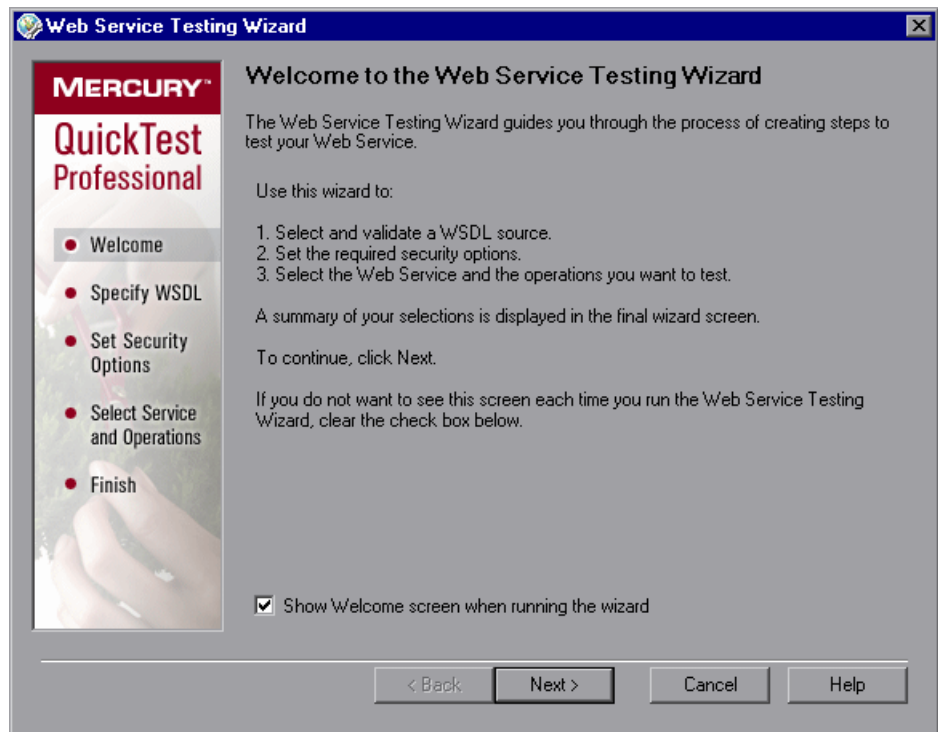 Web Service Testing Wizard
MERCURY™
QuickTest
Professional
Welcome
Specify WSDL
Set Security
Options
Select Service
and Operations
Finish
Welcome to the Web Service Testing Wizard
The Web Service Testing Wizard guides you through the process of creating steps to
test your Web Service.
Use this wizard to:
1. Select and validate a WSDL source.
2. Set the required security options.
3. Select the Web Service and the operations you want to test.
A summary of your selections is displayed in the final wizard screen.
To continue, click Next.
If you do not want to see this screen each time you run the Web Service Testing
Wizard, clear the check box below.
Show Welcome screen when running the wizard
< Back Next > Cancel Help